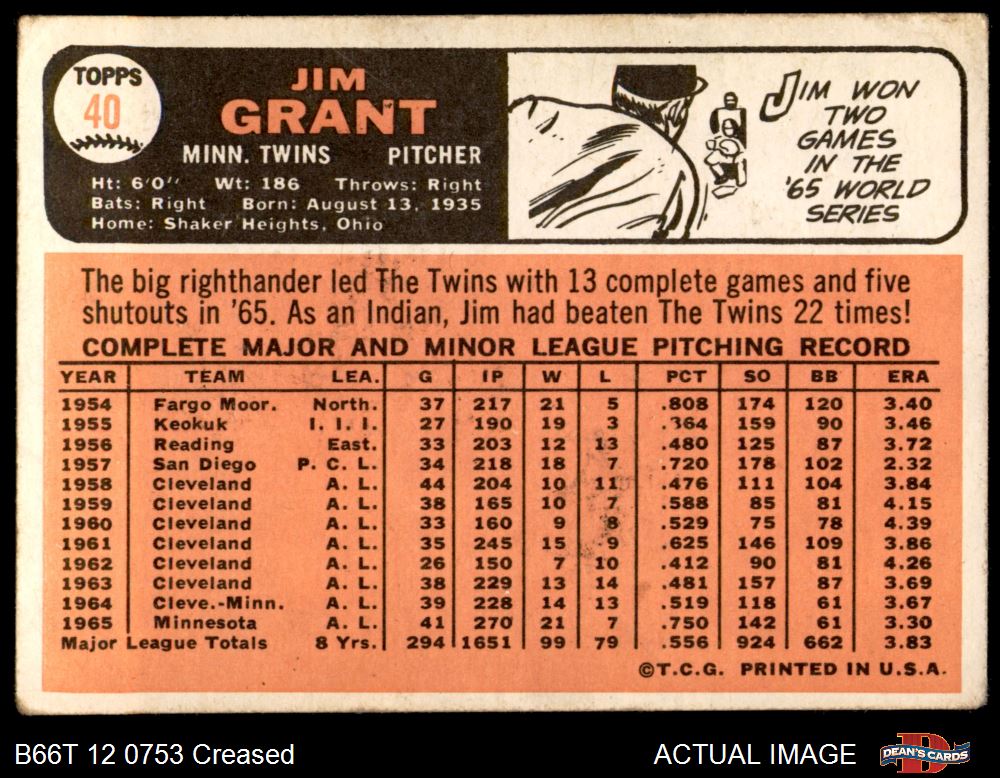 TOPPS
40
JIM
GRANT
MINN. TWINS PITCHER
Ht: 6'0" Wt: 186 Throws: Right
Bats: Right Born: August 13, 1935
Home: Shaker Heights, Ohio
JIM WON
TWO
GAMES
IN THE
'65 WORLD
SERIES
The big righthander led The Twins with 13 complete games and five
shutouts in '65. As an Indian, Jim had beaten The Twins 22 times!
COMPLETE MAJOR AND MINOR LEAGUE PITCHING RECORD
YEAR TEAM LEA. G IP W L PCT SO BB ERA
1954 Fargo Moor. North. 37 217 21 5 .808 174 120 3.40
1955 Keokuk I. I. I. 27 190 19 3 .364 159 90 3.46
1956 Reading East. 33 203 12 13 .480 125 87 3.72
1957 San Diego P. C. L. 34 218 18 7 .720 178 102 2.32
1958 Cleveland A. L. 44 204 10 11 .476 111 104 3.84
1959 Cleveland A. L. 38 165 10 7 .588 85 81 4.15
1960 Cleveland A. L. 33 160 9 8 .529 75 78 4.39
1961 Cleveland A. L. 35 245 15 9 .625 146 109 3.86
1962 Cleveland A. L. 26 150 7 10 .412 90 81 4.26
1963 Cleveland A. L. 38 229 13 14 .481 157 87 3.69
1964 Cleve.-Minn. A. L. 39 228 14 13 .519 118 61 3.67
1965 Minnesota A. L. 41 270 21 7 .750 142 61 3.30
Major League Totals 8 Yrs. 294 1651 99 79 .556 924 662 3.83
©T.C.G. PRINTED IN U.S.A.
B66T 12 0753 Creased
ACTUAL IMAGE
DEAN'S CARDS